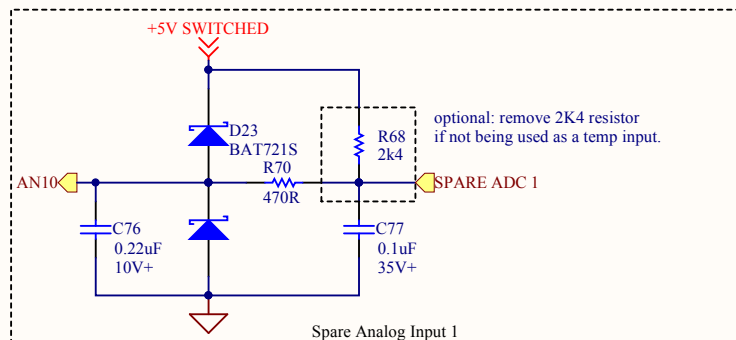 +5V SWITCHED
D23
BAT721S
R68
2k4
optional: remove 2K4 resistor
if not being used as a temp input.
R70
470R
AN10
SPARE ADC 1
C76
0.22uF
10V+
C77
0.1uF
35V+
Spare Analog Input 1